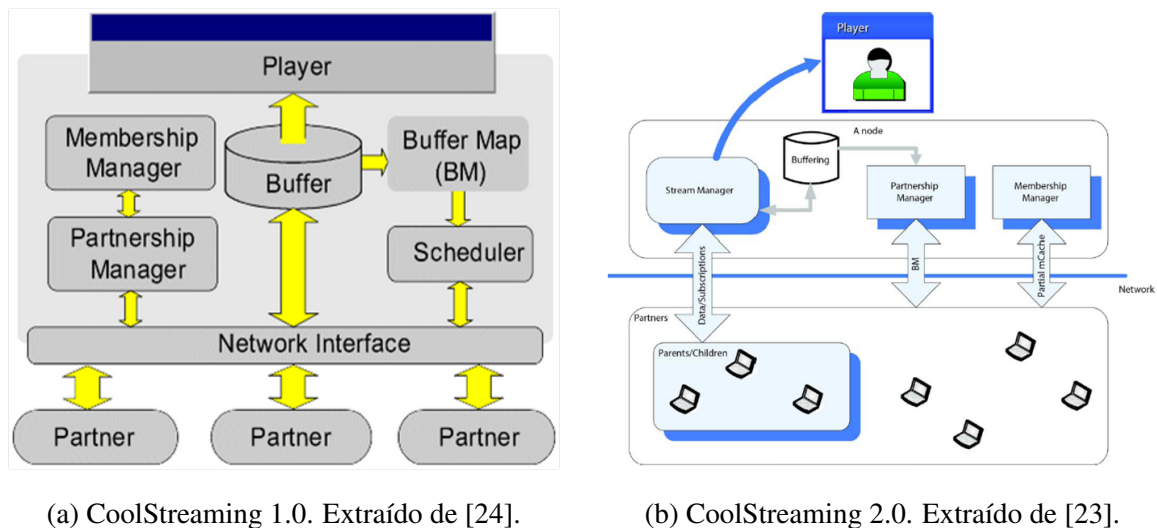 Player
Membership
Manager
Buffer
Buffer Map
(BM)
Partnership
Manager
Scheduler
Network Interface
Partner
Partner
Partner
(a) CoolStreaming 1.0. Extraído de [24].
Player
A node
Buffering
Stream Manager
Partnership
Manager
Membership
Manager
Data/Subscriptions
BM
Partial mCache
Network
Partners
Parents/Children
(b) CoolStreaming 2.0. Extraído de [23].